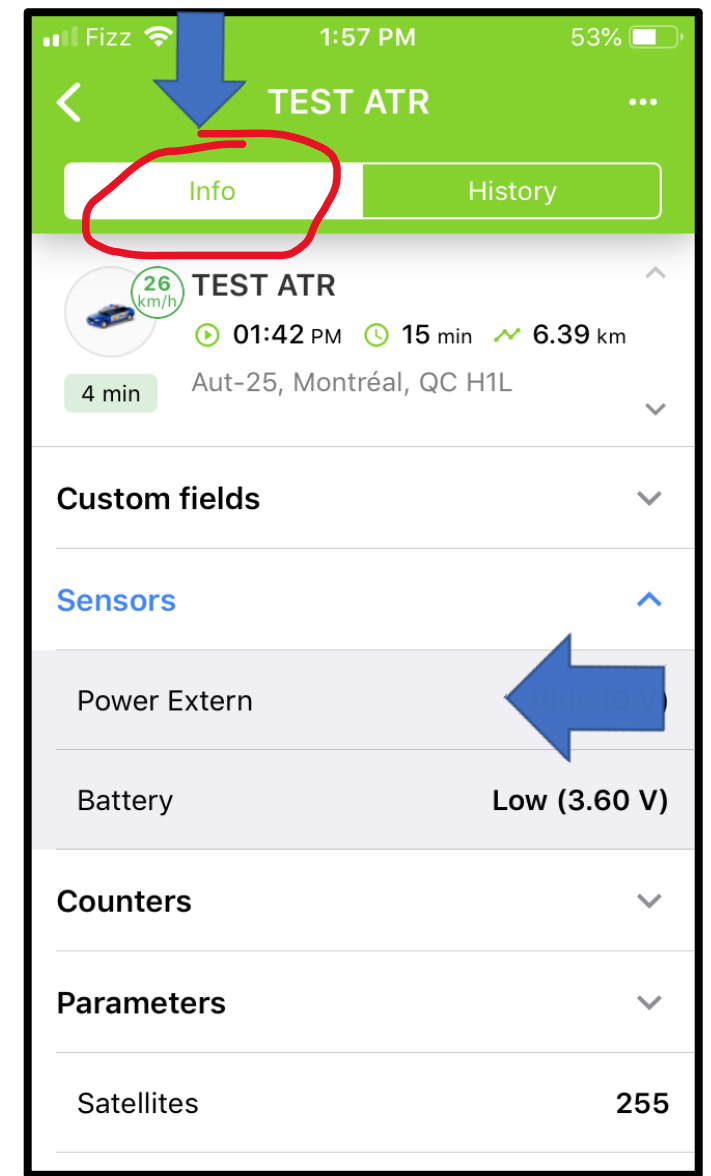 Fizz 1:57 PM 53%
TEST ATR
Info History
26 km/h
TEST ATR
01:42 PM 15 min 6.39 km
4 min
Aut-25, Montréal, QC H1L
Custom fields
Sensors
Power Extern
Battery Low (3.60 V)
Counters
Parameters
Satellites 255